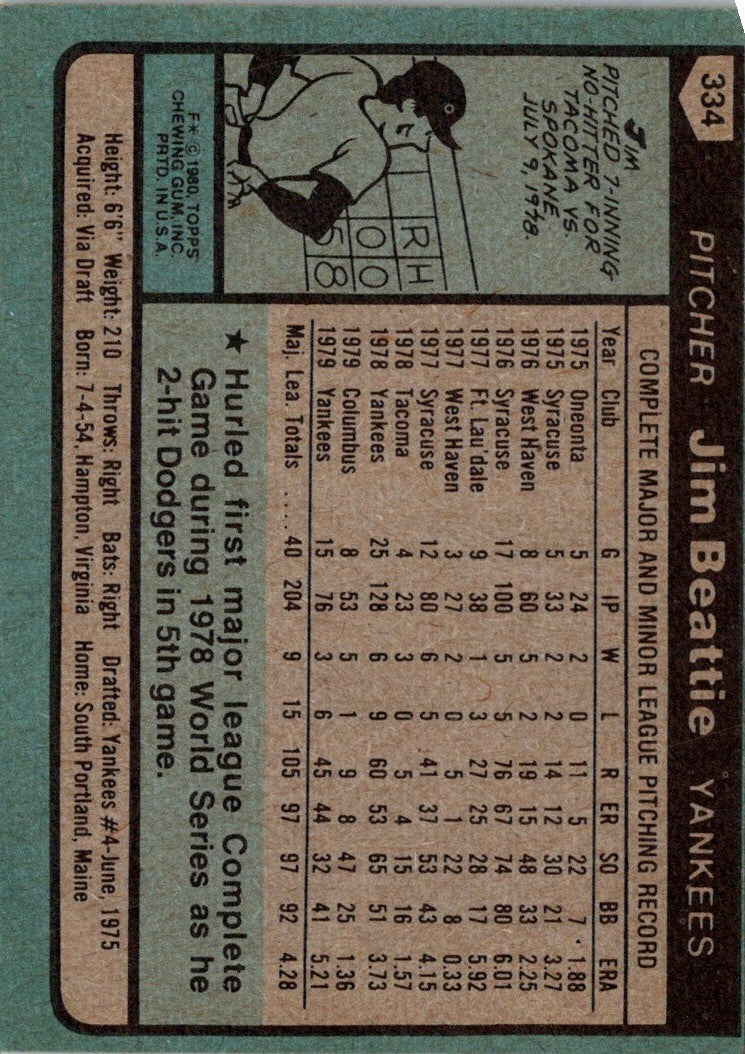 334
PITCHER Jim Beattie YANKEES
JIM
PITCHED 7-INNING
NO-HITTER FOR
TACOMA VS.
SPOKANE
JULY 9, 1978.
R H
1 0 0
5 8
F* © 1980, TOPPS
CHEWING GUM, INC.
PRTD. IN U.S.A.
COMPLETE MAJOR AND MINOR LEAGUE PITCHING RECORD
Year Club G IP W L R ER SO BB ERA
1975 Oneonta 5 24 2 0 11 5 22 7 1.88
1975 Syracuse 5 33 2 2 14 12 30 21 3.27
1976 West Haven 8 60 5 2 19 15 48 33 2.25
1976 Syracuse 17 100 5 5 76 67 74 80 6.01
1977 Ft. Lau'dale 9 38 1 3 27 25 28 17 5.92
1977 West Haven 3 27 2 0 5 1 22 8 0.33
1977 Syracuse 12 80 6 5 41 37 53 43 4.15
1978 Tacoma 4 23 3 0 5 4 15 16 1.57
1978 Yankees 25 128 6 9 60 53 65 51 3.73
1979 Columbus 8 53 5 1 9 8 47 25 1.36
1979 Yankees 15 76 3 6 45 44 32 41 5.21
Maj. Lea. Totals ..... 40 204 9 15 105 97 97 92 4.28
★ Hurled first major league Complete
Game during 1978 World Series as he
2-hit Dodgers in 5th game.
Height: 6'6" Weight: 210 Throws: Right Bats: Right Drafted: Yankees #4-June, 1975
Acquired: Via Draft Born: 7-4-54, Hampton, Virginia Home: South Portland, Maine